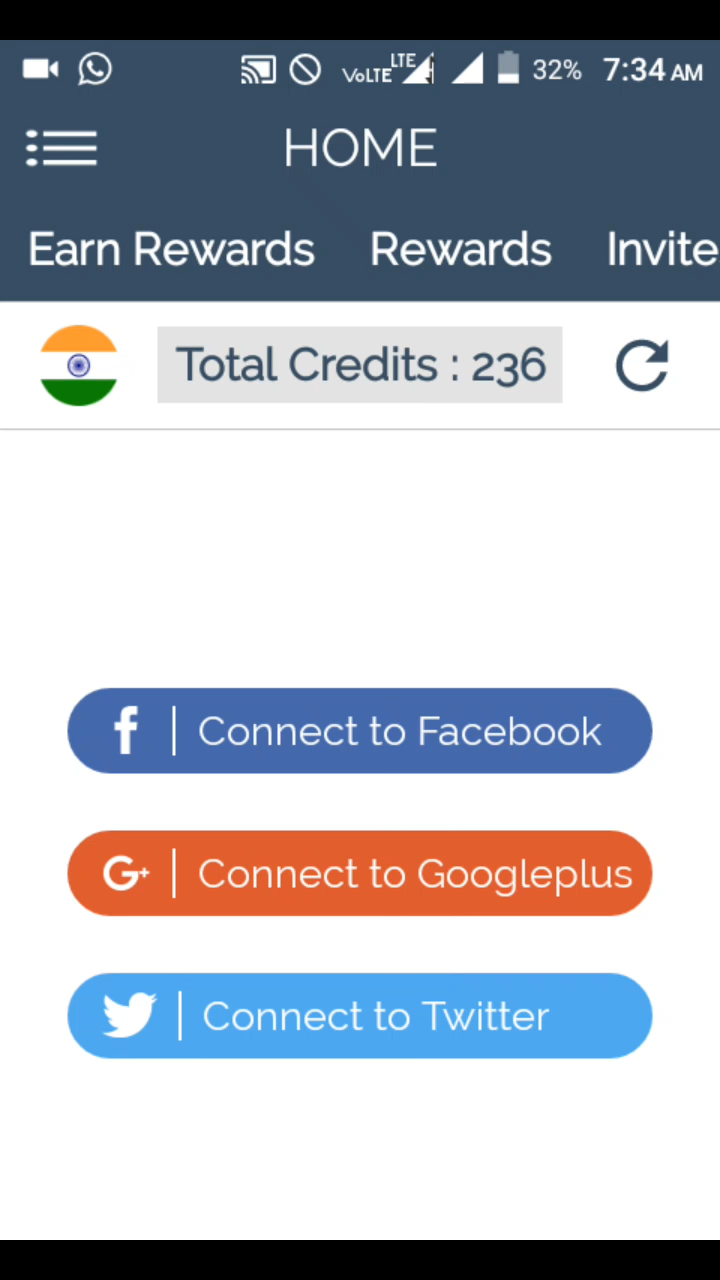 VoLTE LTE 32% 7:34 AM
HOME
Earn Rewards Rewards Invite
Total Credits : 236
f Connect to Facebook
G+ Connect to Googleplus
Connect to Twitter